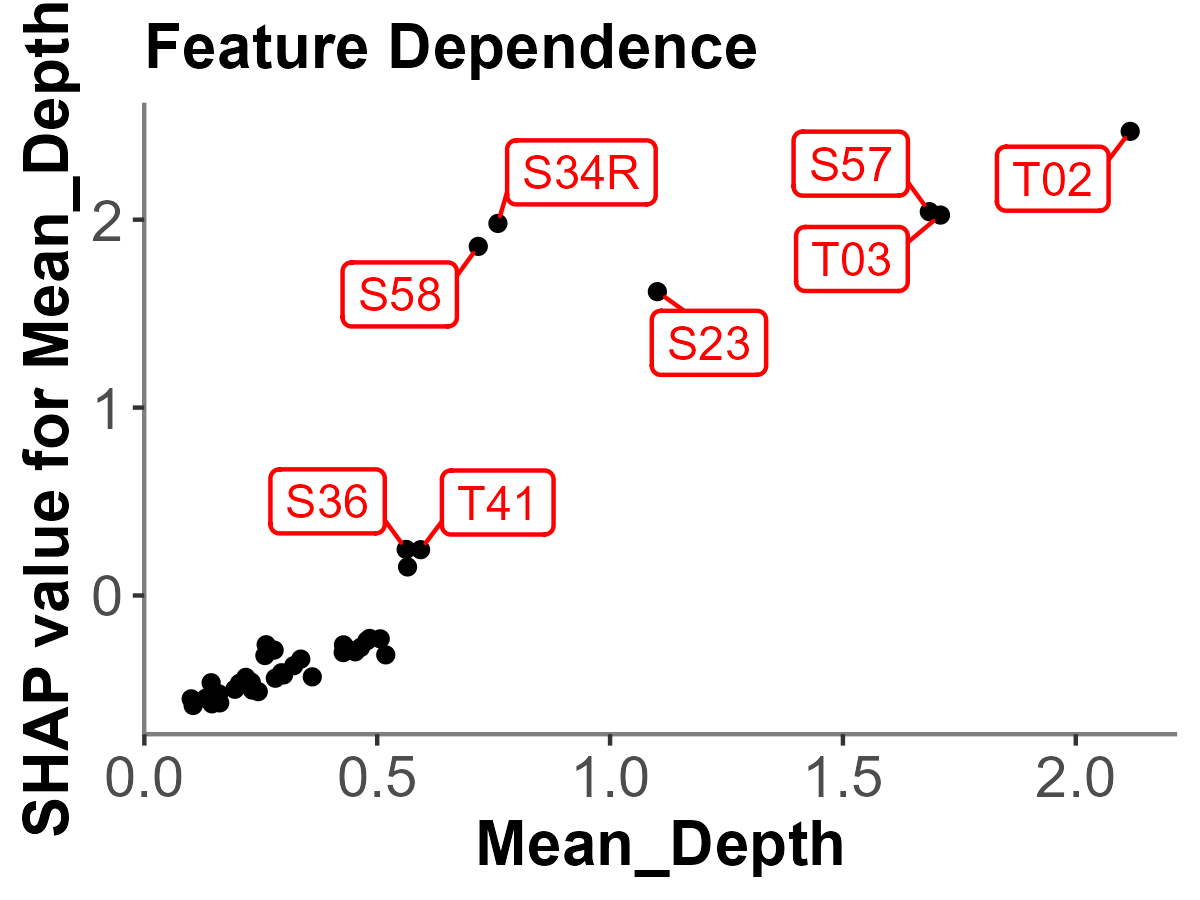 Feature Dependence
SHAP value for Mean_Depth
2
1
0
S34R
S57
T02
S58
T03
S23
S36
T41
0.0
0.5
1.0
1.5
2.0
Mean_Depth